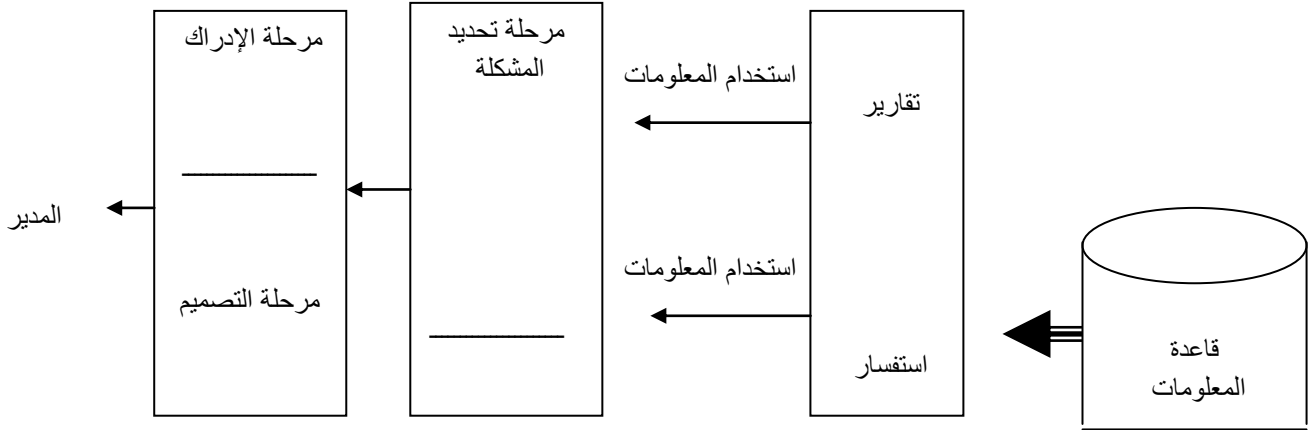 مرحلة تحديد
المشكلة
مرحلة الإدراك
استخدام المعلومات
تقارير
استخدام المعلومات
المدير
مرحلة التصميم
استفسار
قاعدة
المعلومات